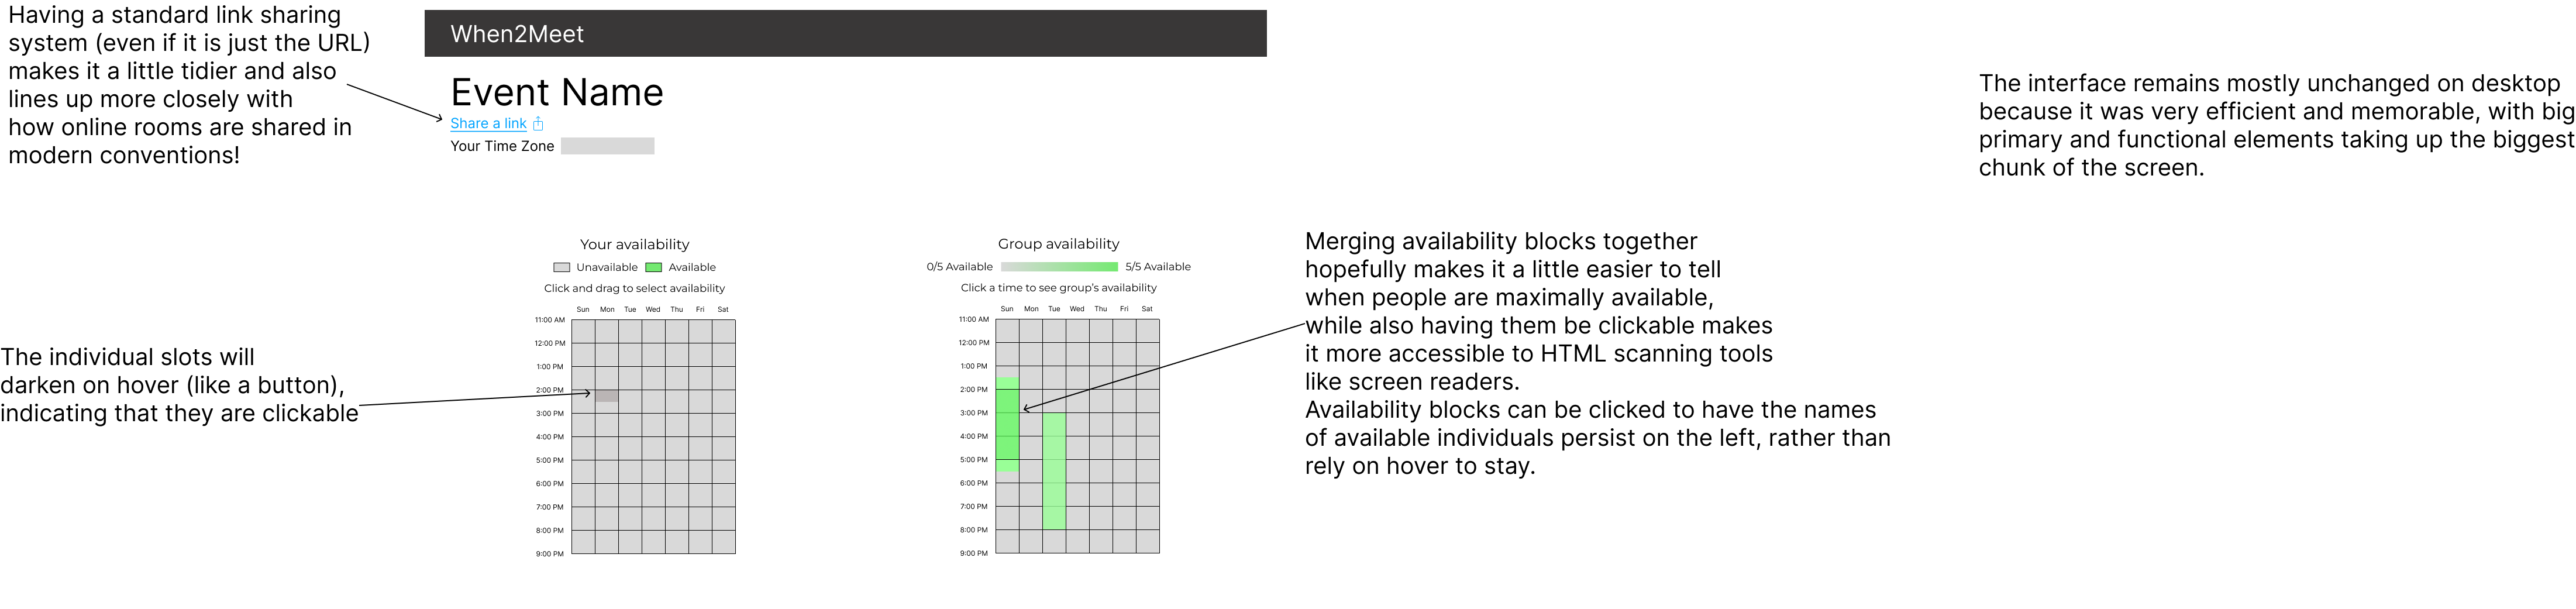 Having a standard link sharing
system (even if it is just the URL)
makes it a little tidier and also
lines up more closely with
how online rooms are shared in
modern conventions!
When2Meet
Event Name
Share a link
Your Time Zone
The interface remains mostly unchanged on desktop
because it was very efficient and memorable, with big
primary and functional elements taking up the biggest
chunk of the screen.
The individual slots will
darken on hover (like a button),
indicating that they are clickable
Your availability
Unavailable Available
Click and drag to select availability
Sun Mon Tue Wed Thu Fri Sat
11:00 AM
12:00 PM
1:00 PM
2:00 PM
3:00 PM
4:00 PM
5:00 PM
6:00 PM
7:00 PM
8:00 PM
9:00 PM
Group availability
0/5 Available 5/5 Available
Click a time to see group's availability
Sun Mon Tue Wed Thu Fri Sat
11:00 AM
12:00 PM
1:00 PM
2:00 PM
3:00 PM
4:00 PM
5:00 PM
6:00 PM
7:00 PM
8:00 PM
9:00 PM
Merging availability blocks together
hopefully makes it a little easier to tell
when people are maximally available,
while also having them be clickable makes
it more accessible to HTML scanning tools
like screen readers.
Availability blocks can be clicked to have the names
of available individuals persist on the left, rather than
rely on hover to stay.